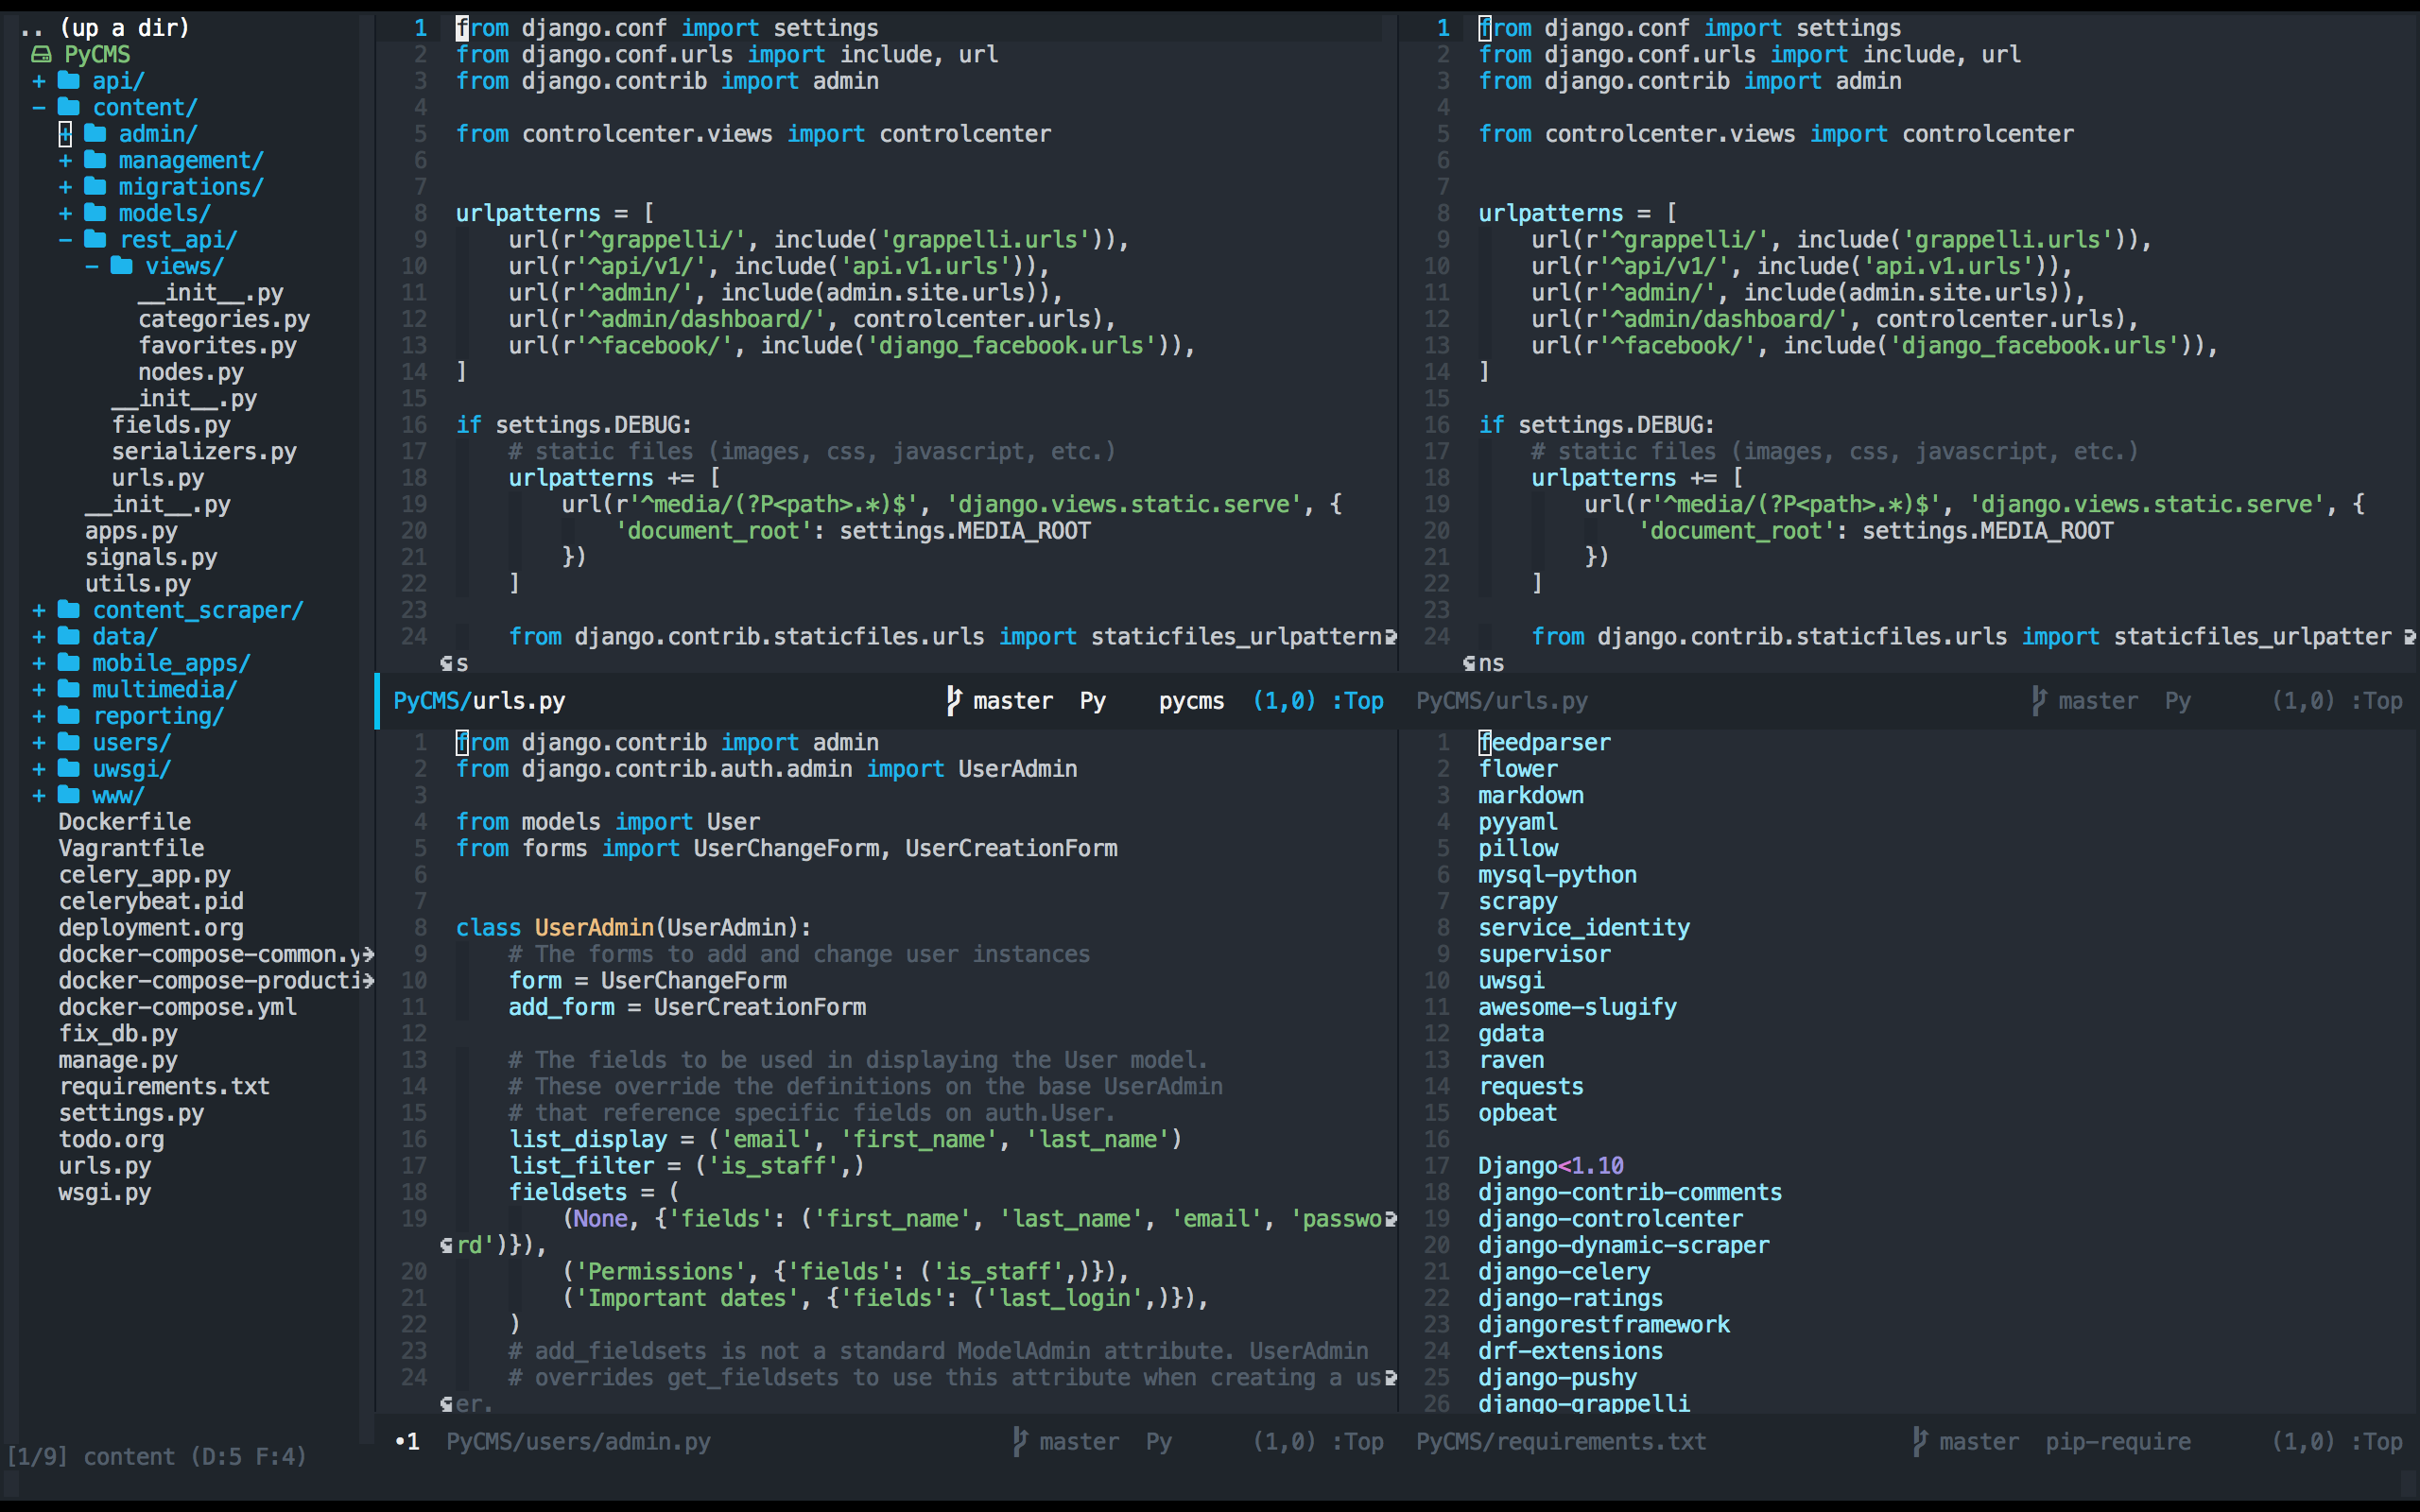 .. (up a dir)
PyCMS
+ api/
- content/
+ admin/
+ management/
+ migrations/
+ models/
- rest_api/
- views/
__init__.py
categories.py
favorites.py
nodes.py
__init__.py
fields.py
serializers.py
urls.py
__init__.py
apps.py
signals.py
utils.py
+ content_scraper/
+ data/
+ mobile_apps/
+ multimedia/
+ reporting/
+ users/
+ uwsgi/
+ www/
Dockerfile
Vagrantfile
celery_app.py
celerybeat.pid
deployment.org
docker-compose-common.y
docker-compose-producti
docker-compose.yml
fix_db.py
manage.py
requirements.txt
settings.py
todo.org
urls.py
wsgi.py
[1/9] content (D:5 F:4)
1 from django.conf import settings
2 from django.conf.urls import include, url
3 from django.contrib import admin
4
5 from controlcenter.views import controlcenter
6
7
8 urlpatterns = [
9     url(r'^grappelli/', include('grappelli.urls')),
10     url(r'^api/v1/', include('api.v1.urls')),
11     url(r'^admin/', include(admin.site.urls)),
12     url(r'^admin/dashboard/', controlcenter.urls),
13     url(r'^facebook/', include('django_facebook.urls')),
14 ]
15
16 if settings.DEBUG:
17     # static files (images, css, javascript, etc.)
18     urlpatterns += [
19         url(r'^media/(?P<path>.*)$', 'django.views.static.serve', {
20             'document_root': settings.MEDIA_ROOT
21         })
22     ]
23
24     from django.contrib.staticfiles.urls import staticfiles_urlpattern
s
PyCMS/urls.py master Py pycms (1,0) :Top
1 from django.conf import settings
2 from django.conf.urls import include, url
3 from django.contrib import admin
4
5 from controlcenter.views import controlcenter
6
7
8 urlpatterns = [
9     url(r'^grappelli/', include('grappelli.urls')),
10     url(r'^api/v1/', include('api.v1.urls')),
11     url(r'^admin/', include(admin.site.urls)),
12     url(r'^admin/dashboard/', controlcenter.urls),
13     url(r'^facebook/', include('django_facebook.urls')),
14 ]
15
16 if settings.DEBUG:
17     # static files (images, css, javascript, etc.)
18     urlpatterns += [
19         url(r'^media/(?P<path>.*)$', 'django.views.static.serve', {
20             'document_root': settings.MEDIA_ROOT
21         })
22     ]
23
24     from django.contrib.staticfiles.urls import staticfiles_urlpatter
ns
PyCMS/urls.py master Py (1,0) :Top
1 from django.contrib import admin
2 from django.contrib.auth.admin import UserAdmin
3
4 from models import User
5 from forms import UserChangeForm, UserCreationForm
6
7
8 class UserAdmin(UserAdmin):
9     # The forms to add and change user instances
10     form = UserChangeForm
11     add_form = UserCreationForm
12
13     # The fields to be used in displaying the User model.
14     # These override the definitions on the base UserAdmin
15     # that reference specific fields on auth.User.
16     list_display = ('email', 'first_name', 'last_name')
17     list_filter = ('is_staff',)
18     fieldsets = (
19         (None, {'fields': ('first_name', 'last_name', 'email', 'passwo
rd')}),
20         ('Permissions', {'fields': ('is_staff',)}),
21         ('Important dates', {'fields': ('last_login',)}),
22     )
23     # add_fieldsets is not a standard ModelAdmin attribute. UserAdmin
24     # overrides get_fieldsets to use this attribute when creating a us
er.
•1 PyCMS/users/admin.py master Py (1,0) :Top
1 feedparser
2 flower
3 markdown
4 pyyaml
5 pillow
6 mysql-python
7 scrapy
8 service_identity
9 supervisor
10 uwsgi
11 awesome-slugify
12 gdata
13 raven
14 requests
15 opbeat
16
17 Django<1.10
18 django-contrib-comments
19 django-controlcenter
20 django-dynamic-scraper
21 django-celery
22 django-ratings
23 djangorestframework
24 drf-extensions
25 django-pushy
26 django-grappelli
PyCMS/requirements.txt master pip-require (1,0) :Top